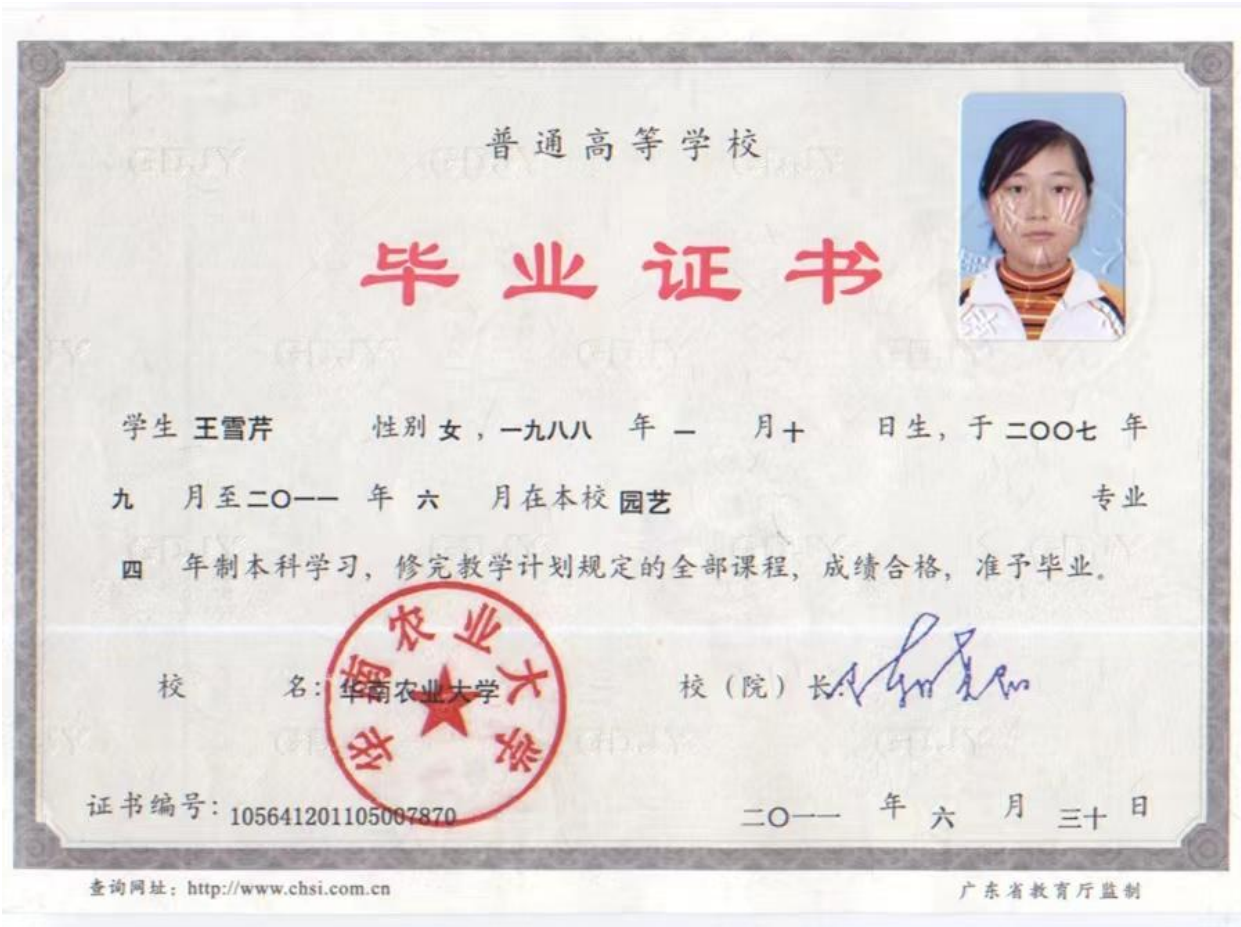 普通高等学校
毕业证书
学生 王雪芹 性别 女，一九八八 年 一 月 十 日生，于 二〇〇七 年
九 月至 二〇一一 年 六 月在本校 园艺 专业
四 年制本科学习，修完教学计划规定的全部课程，成绩合格，准予毕业。
华南农业大学
校 名：华南农业大学 校（院）长：
证书编号：105641201105007870 二〇一一 年 六 月 三十 日
查询网址：http://www.chsi.com.cn 广东省教育厅监制